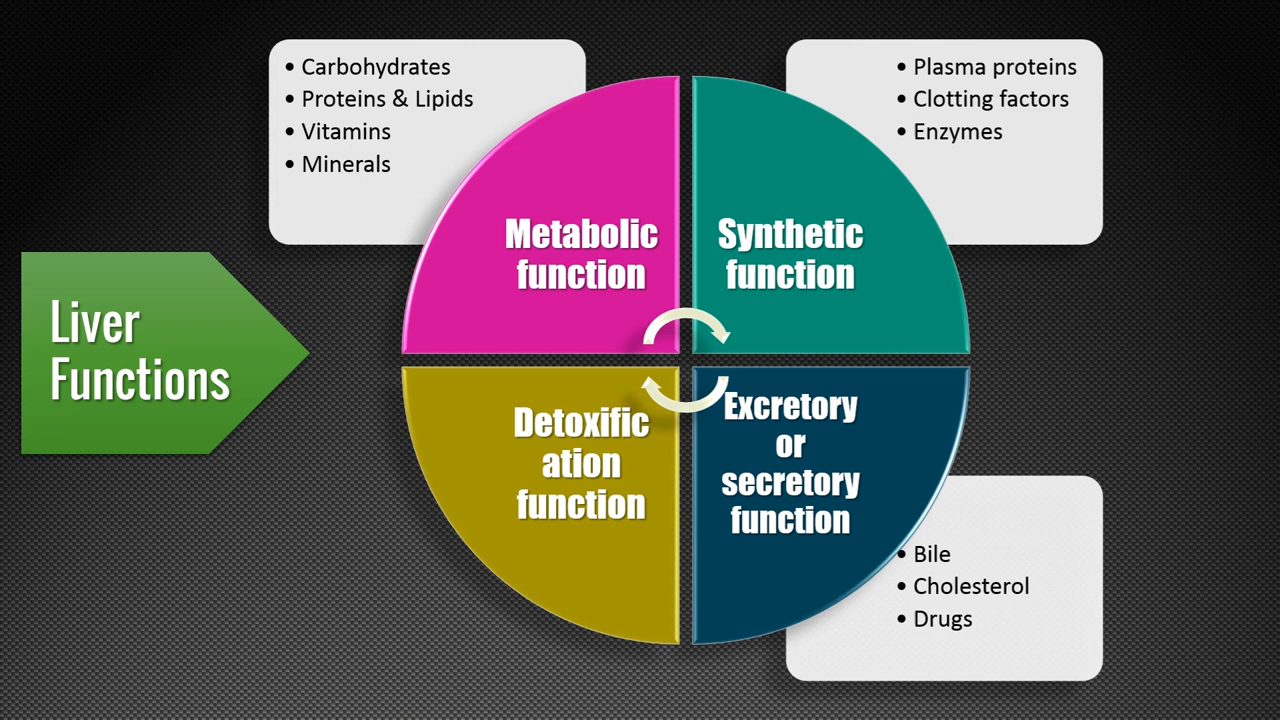 • Carbohydrates
• Proteins & Lipids
• Vitamins
• Minerals
• Plasma proteins
• Clotting factors
• Enzymes
Metabolic
function
Synthetic
function
Liver
Functions
Detoxific
ation
function
Excretory
or
secretory
function
• Bile
• Cholesterol
• Drugs